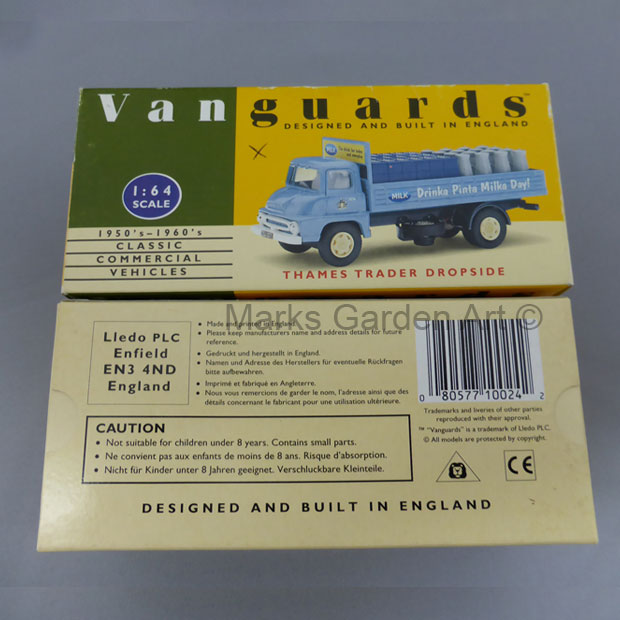 Vanguards™
DESIGNED AND BUILT IN ENGLAND
1:64
SCALE
1950's–1960's
CLASSIC
COMMERCIAL
VEHICLES
MILK
Drinka Pinta Milka Day!
THAMES TRADER DROPSIDE
Marks Garden Art ©
Lledo PLC
Enfield
EN3 4ND
England
• Made and printed in England.
• Please keep manufacturers name and address details for future
reference.
• Gedruckt und hergestellt in England.
• Namen und Adresse des Herstellers für eventuelle Rückfragen
bitte aufbewahren.
• Imprimé et fabriqué en Angleterre.
• Nous vous remercions de garder le nom, l'adresse ainsi que des
détails concernant le fabricant pour une utilisation ultérieure.
0 80577 10024 2
Trademarks and liveries of other parties
reproduced with their approval.
™ "Vanguards" is a trademark of Lledo PLC.
© All models are protected by copyright.
CAUTION
• Not suitable for children under 8 years. Contains small parts.
• Ne convient pas aux enfants de moins de 8 ans. Risque d'absorption.
• Nicht für Kinder unter 8 Jahren geeignet. Verschluckbare Kleinteile.
CE
DESIGNED AND BUILT IN ENGLAND